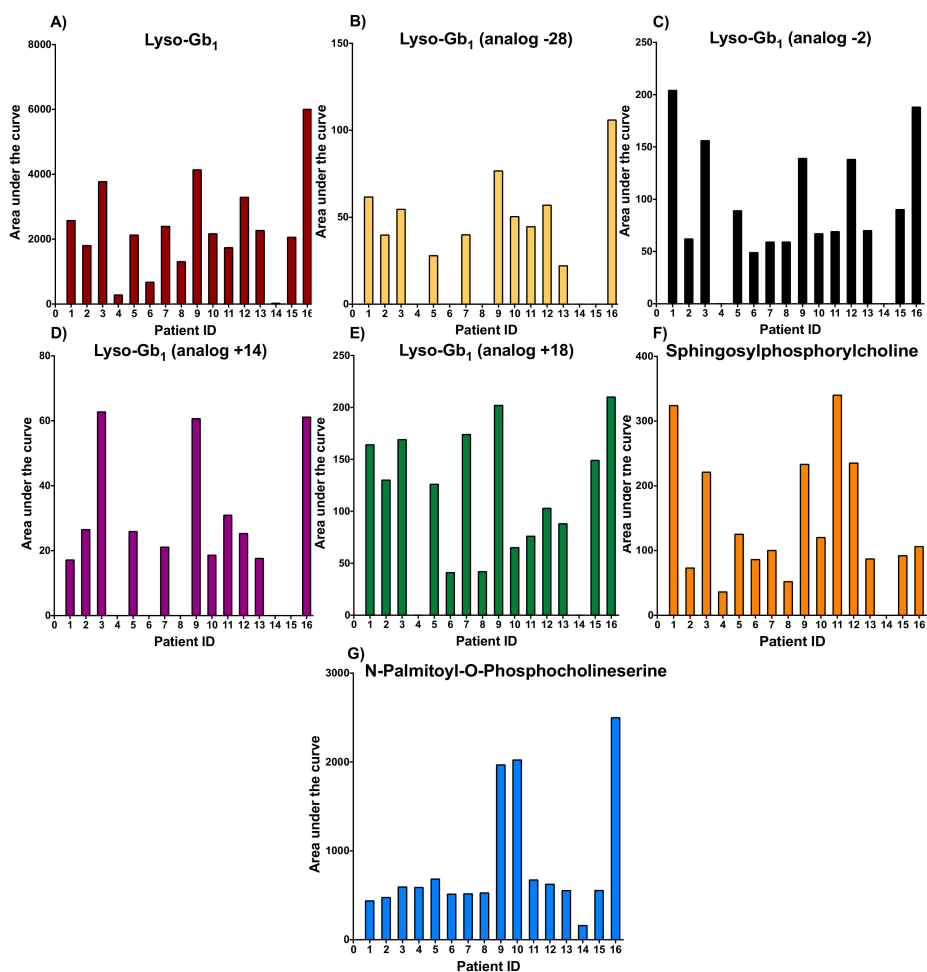 A)
Lyso-Gb1
Area under the curve
8000
6000
4000
2000
0
0 1 2 3 4 5 6 7 8 9 10 11 12 13 14 15 16
Patient ID
B)
Lyso-Gb1 (analog -28)
Area under the curve
150
100
50
0
0 1 2 3 4 5 6 7 8 9 10 11 12 13 14 15 16
Patient ID
C)
Lyso-Gb1 (analog -2)
Area under the curve
250
200
150
100
50
0
0 1 2 3 4 5 6 7 8 9 10 11 12 13 14 15 16
Patient ID
D)
Lyso-Gb1 (analog +14)
Area under the curve
80
60
40
20
0
0 1 2 3 4 5 6 7 8 9 10 11 12 13 14 15 16
Patient ID
E)
Lyso-Gb1 (analog +18)
Area under the curve
250
200
150
100
50
0
0 1 2 3 4 5 6 7 8 9 10 11 12 13 14 15 16
Patient ID
F)
Sphingosylphosphorylcholine
Area under the curve
400
300
200
100
0
0 1 2 3 4 5 6 7 8 9 10 11 12 13 14 15 16
Patient ID
G)
N-Palmitoyl-O-Phosphocholineserine
Area under the curve
3000
2000
1000
0
0 1 2 3 4 5 6 7 8 9 10 11 12 13 14 15 16
Patient ID